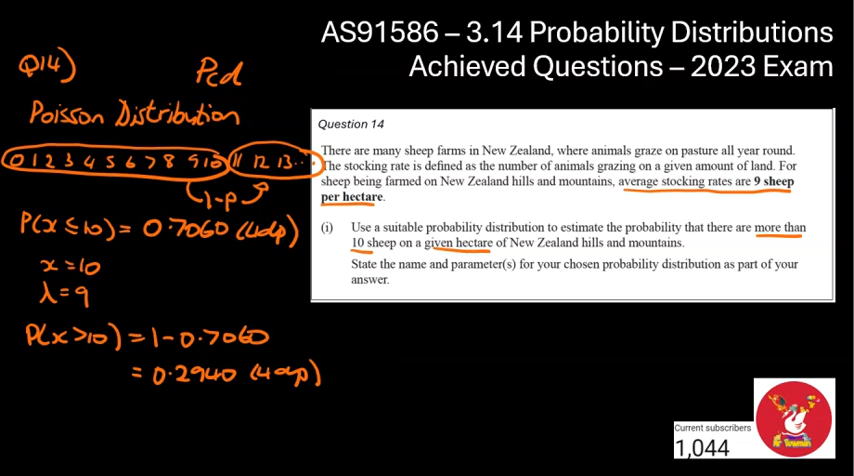 AS91586 – 3.14 Probability Distributions
Achieved Questions – 2023 Exam
Q14)
Pcd
Poisson Distribution
0 1 2 3 4 5 6 7 8 9 10 11 12 13...
1-p
P(x ≤ 10) = 0.7060 (4dp)
x = 10
λ = 9
P(x > 10) = 1 - 0.7060
= 0.2940 (4dp)
Question 14
There are many sheep farms in New Zealand, where animals graze on pasture all year round.
The stocking rate is defined as the number of animals grazing on a given amount of land. For
sheep being farmed on New Zealand hills and mountains, average stocking rates are 9 sheep
per hectare.
(i) Use a suitable probability distribution to estimate the probability that there are more than
10 sheep on a given hectare of New Zealand hills and mountains.
State the name and parameter(s) for your chosen probability distribution as part of your
answer.
Current subscribers
1,044